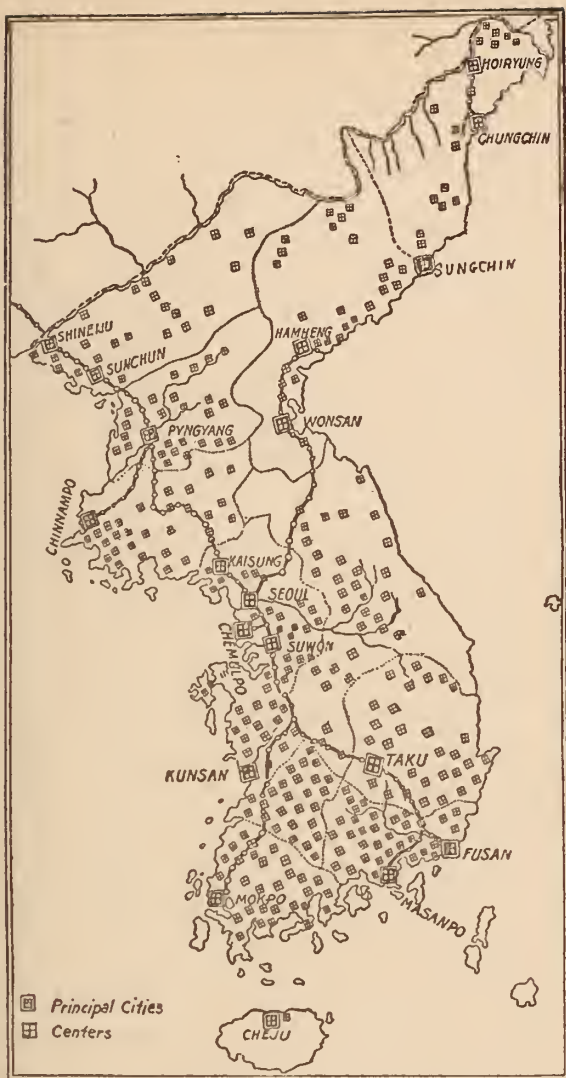 HOIRYUNG
CHUNGCHIN
SUNGCHIN
SHINEIJU
HAMHENG
SUNCHUN
WONSAN
PYNGYANG
CHINNAMPO
KAISUNG
SEOUL
CHEMULPO
SUWON
KUNSAN
TAKU
FUSAN
MASANPO
MOKPO
CHEJU
Principal Cities
Centers